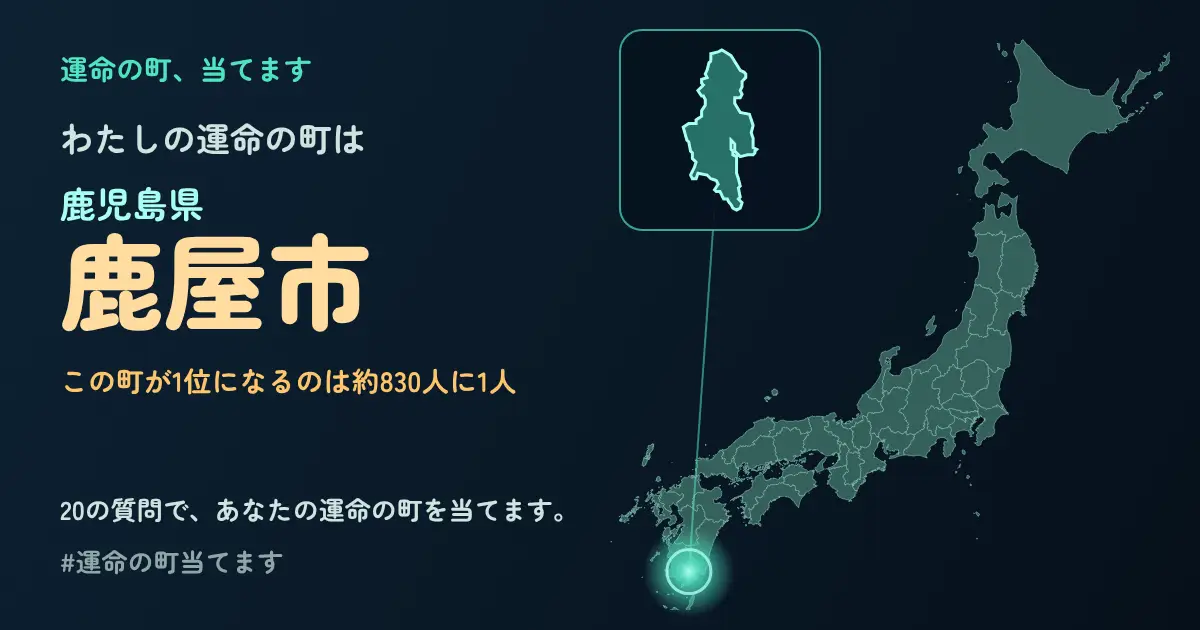 運命の町、当てます
わたしの運命の町は
鹿児島県
鹿屋市
この町が1位になるのは約830人に1人
20の質問で、あなたの運命の町を当てます。
#運命の町当てます